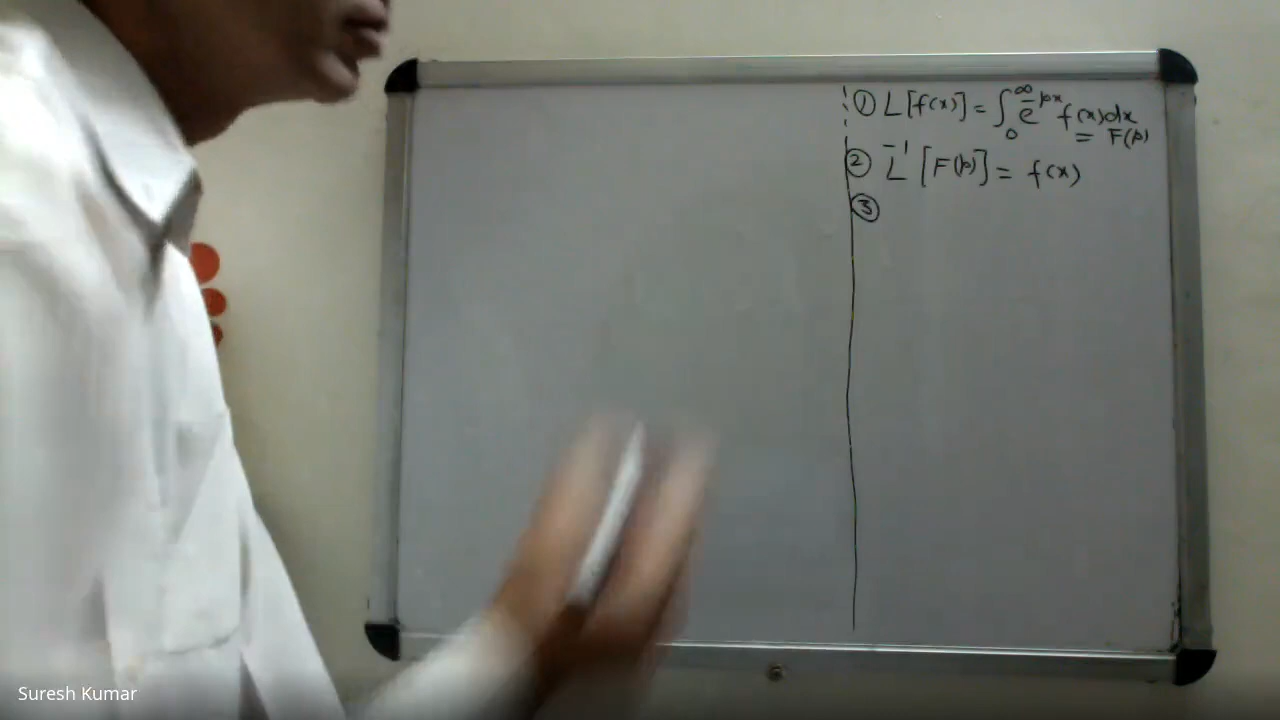 ① L[f(x)] = ∫₀^∞ e^{-px} f(x)dx
= F(p)
② L^{-1} [F(p)] = f(x)
③
Suresh Kumar